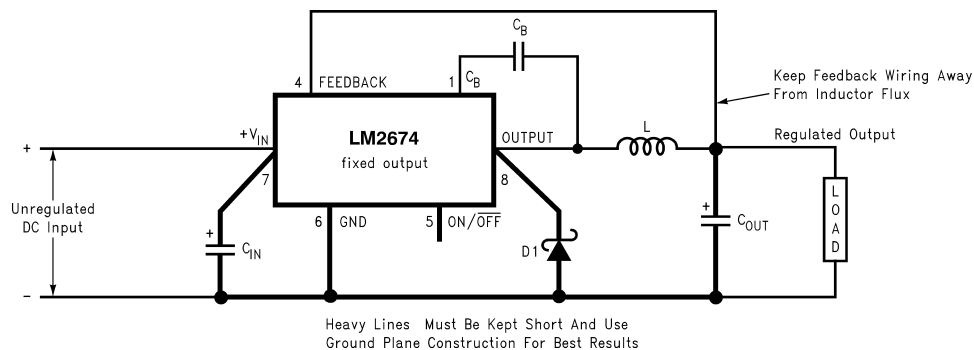 C_B
4 FEEDBACK
1 C_B
Keep Feedback Wiring Away
From Inductor Flux
+V_IN
LM2674
fixed output
OUTPUT
L
Regulated Output
+
7
8
Unregulated
DC Input
6 GND
5 ON/OFF
+
C_IN
D1
+
C_OUT
LOAD
−
Heavy Lines Must Be Kept Short And Use
Ground Plane Construction For Best Results